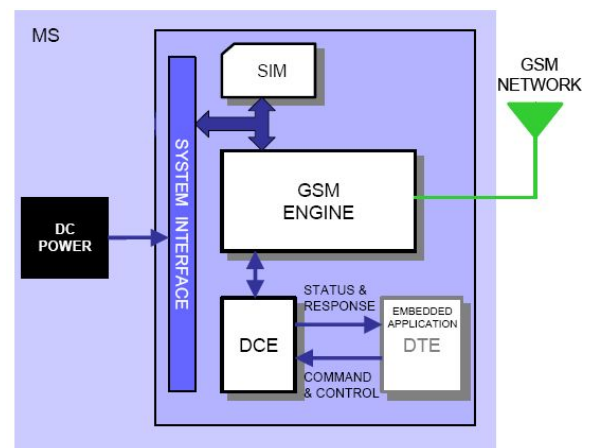 MS
SIM
GSM
NETWORK
SYSTEM INTERFACE
GSM
ENGINE
DC
POWER
STATUS &
RESPONSE
EMBEDDED
APPLICATION
DTE
DCE
COMMAND
& CONTROL